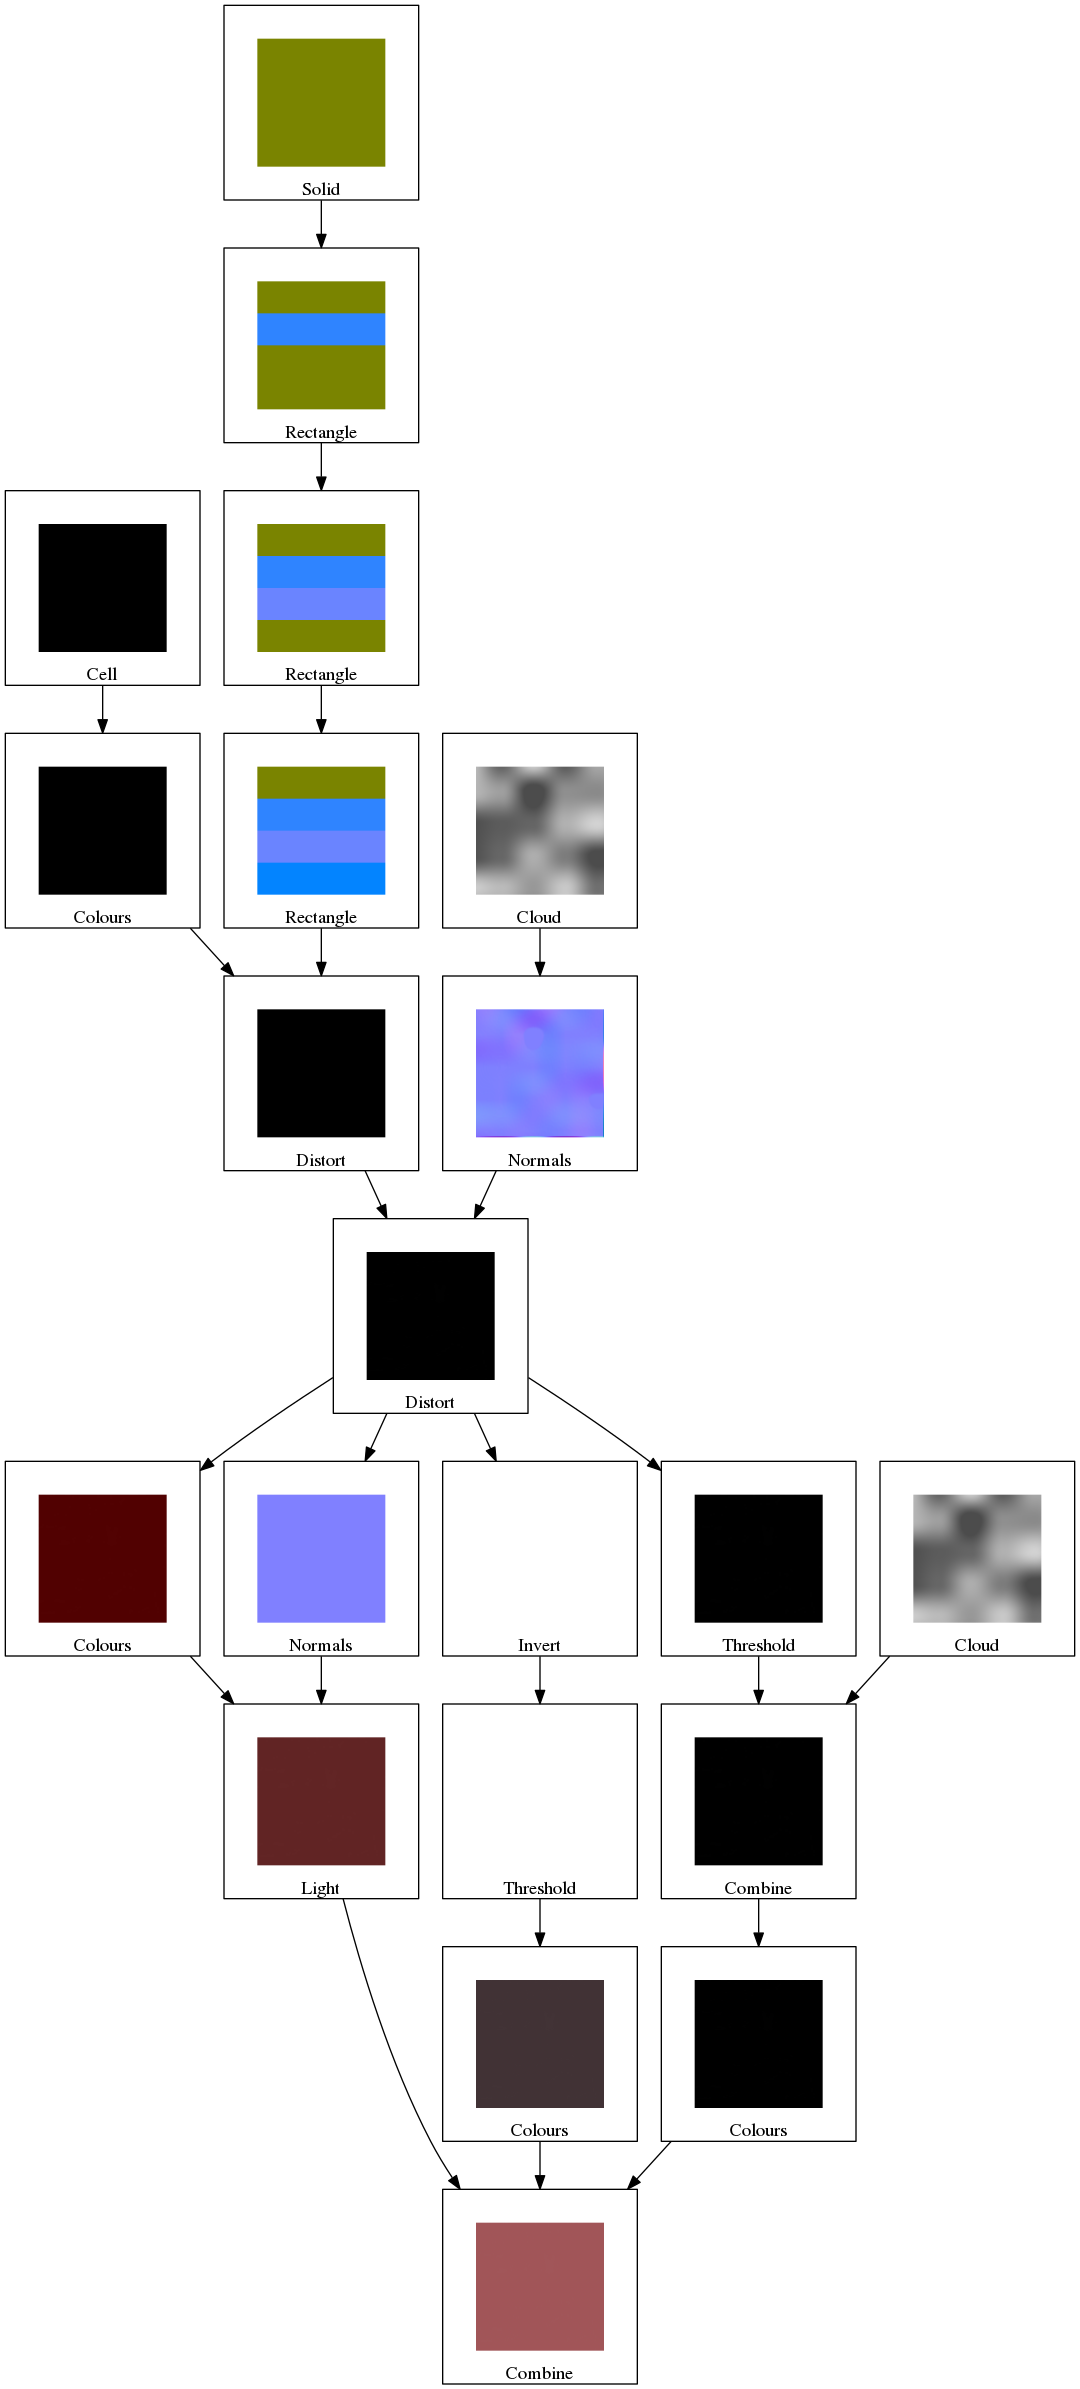 Solid
Rectangle
Cell
Rectangle
Colours
Rectangle
Cloud
Distort
Normals
Distort
Colours
Normals
Invert
Threshold
Cloud
Light
Threshold
Combine
Colours
Colours
Combine